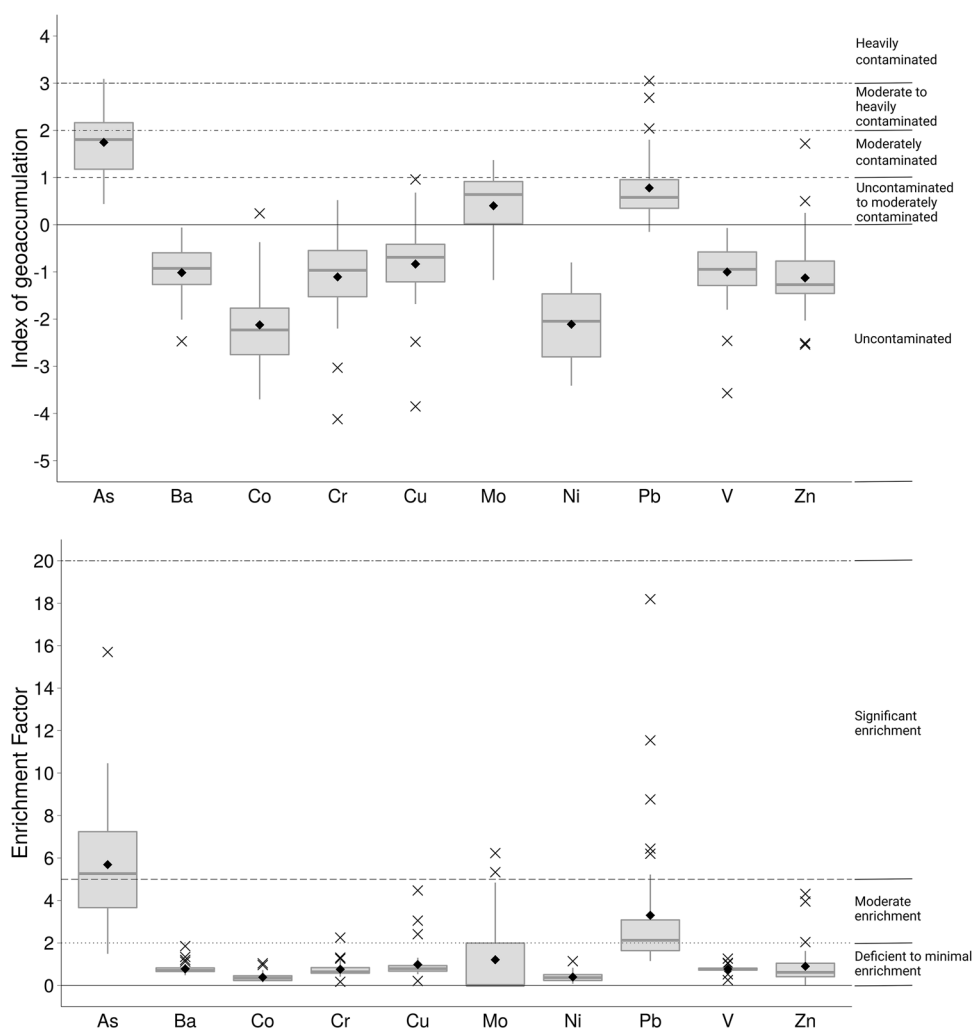 4
3
2
1
0
-1
-2
-3
-4
-5
Index of geoaccumulation
Heavily
contaminated
Moderate to
heavily
contaminated
Moderately
contaminated
Uncontaminated
to moderately
contaminated
Uncontaminated
As Ba Co Cr Cu Mo Ni Pb V Zn
20
18
16
14
12
10
8
6
4
2
0
Enrichment Factor
Significant
enrichment
Moderate
enrichment
Deficient to minimal
enrichment
As Ba Co Cr Cu Mo Ni Pb V Zn